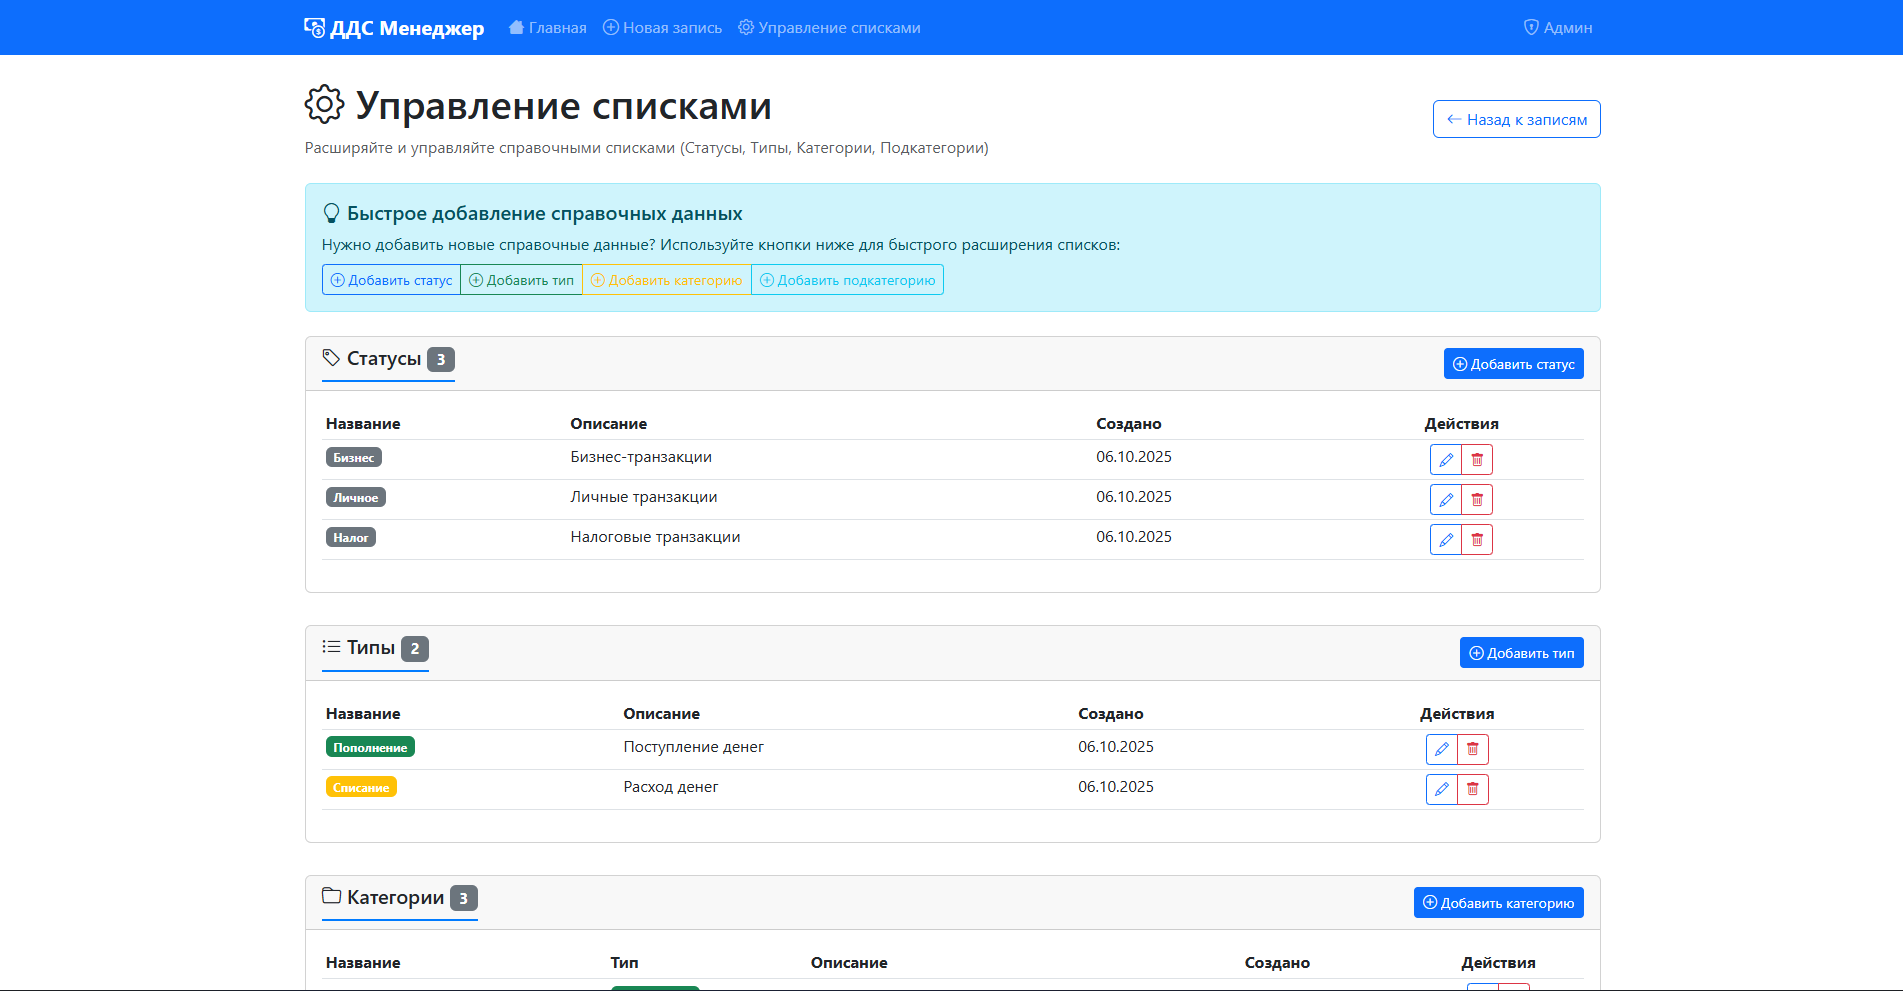 ДДС Менеджер Главная Новая запись Управление списками Админ
Управление списками
Назад к записям
Расширяйте и управляйте справочными списками (Статусы, Типы, Категории, Подкатегории)
Быстрое добавление справочных данных
Нужно добавить новые справочные данные? Используйте кнопки ниже для быстрого расширения списков:
Добавить статус Добавить тип Добавить категорию Добавить подкатегорию
Статусы 3 Добавить статус
Название Описание Создано Действия
Бизнес Бизнес-транзакции 06.10.2025
Личное Личные транзакции 06.10.2025
Налог Налоговые транзакции 06.10.2025
Типы 2 Добавить тип
Название Описание Создано Действия
Пополнение Поступление денег 06.10.2025
Списание Расход денег 06.10.2025
Категории 3 Добавить категорию
Название Тип Описание Создано Действия